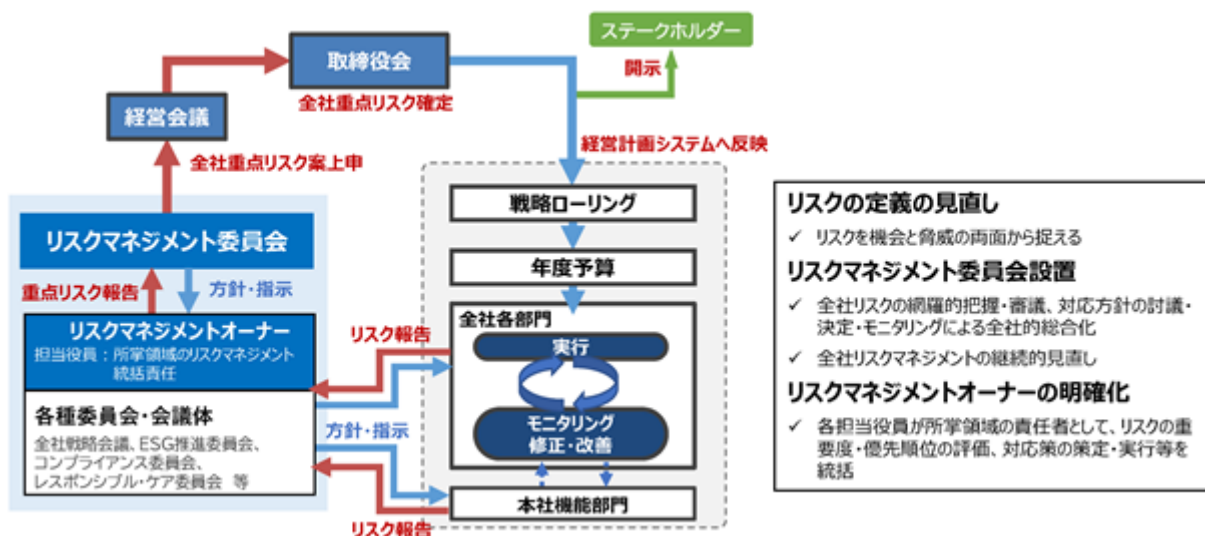 ステークホルダー
取締役会
開示
全社重点リスク確定
経営会議
経営計画システムへ反映
全社重点リスク案上申
戦略ローリング
リスクマネジメント委員会
年度予算
重点リスク報告
方針・指示
リスクマネジメントオーナー
担当役員：所掌領域のリスクマネジメント
統括責任
リスク報告
全社各部門
実行
モニタリング
修正・改善
各種委員会・会議体
全社戦略会議、ESG推進委員会、
コンプライアンス委員会、
レスポンシブル・ケア委員会 等
方針・指示
本社機能部門
リスク報告
リスクの定義の見直し
✓ リスクを機会と脅威の両面から捉える
リスクマネジメント委員会設置
✓ 全社リスクの網羅的把握・審議、対応方針の討議・
決定・モニタリングによる全社的総合化
✓ 全社リスクマネジメントの継続的見直し
リスクマネジメントオーナーの明確化
✓ 各担当役員が所掌領域の責任者として、リスクの重
要度・優先順位の評価、対応策の策定・実行等を
統括